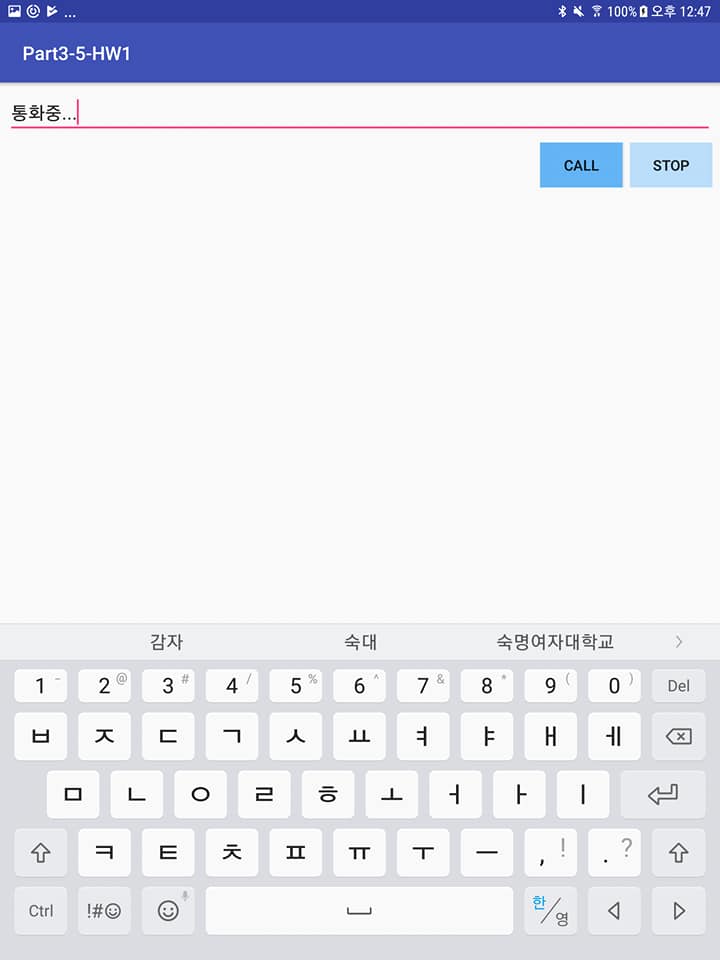 ... 100% 오후 12:47
Part3-5-HW1
통화중...
CALL STOP
감자 숙대 숙명여자대학교
1 - 2 @ 3 # 4 / 5 % 6 ^ 7 & 8 * 9 ( 0 ) Del
ㅂ ㅈ ㄷ ㄱ ㅅ ㅛ ㅕ ㅑ ㅐ ㅔ
ㅁ ㄴ ㅇ ㄹ ㅎ ㅗ ㅓ ㅏ ㅣ
ㅋ ㅌ ㅊ ㅍ ㅠ ㅜ ㅡ , ! . ?
Ctrl !#☺ 한/영